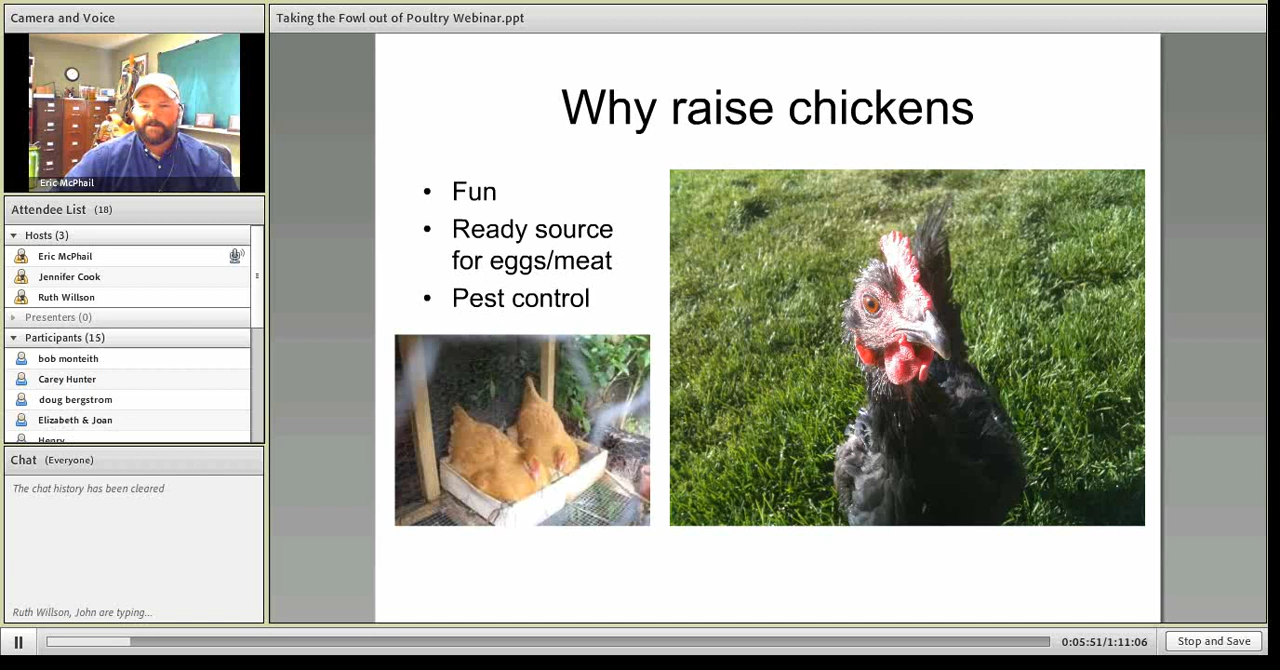 Camera and Voice
Eric McPhail
Attendee List (18)
Hosts (3)
Eric McPhail
Jennifer Cook
Ruth Willson
Presenters (0)
Participants (15)
bob monteith
Carey Hunter
doug bergstrom
Elizabeth & Joan
Henry
Chat (Everyone)
The chat history has been cleared
Ruth Willson, John are typing...
Taking the Fowl out of Poultry Webinar.ppt
Why raise chickens
• Fun
• Ready source
for eggs/meat
• Pest control
0:05:51/1:11:06
Stop and Save